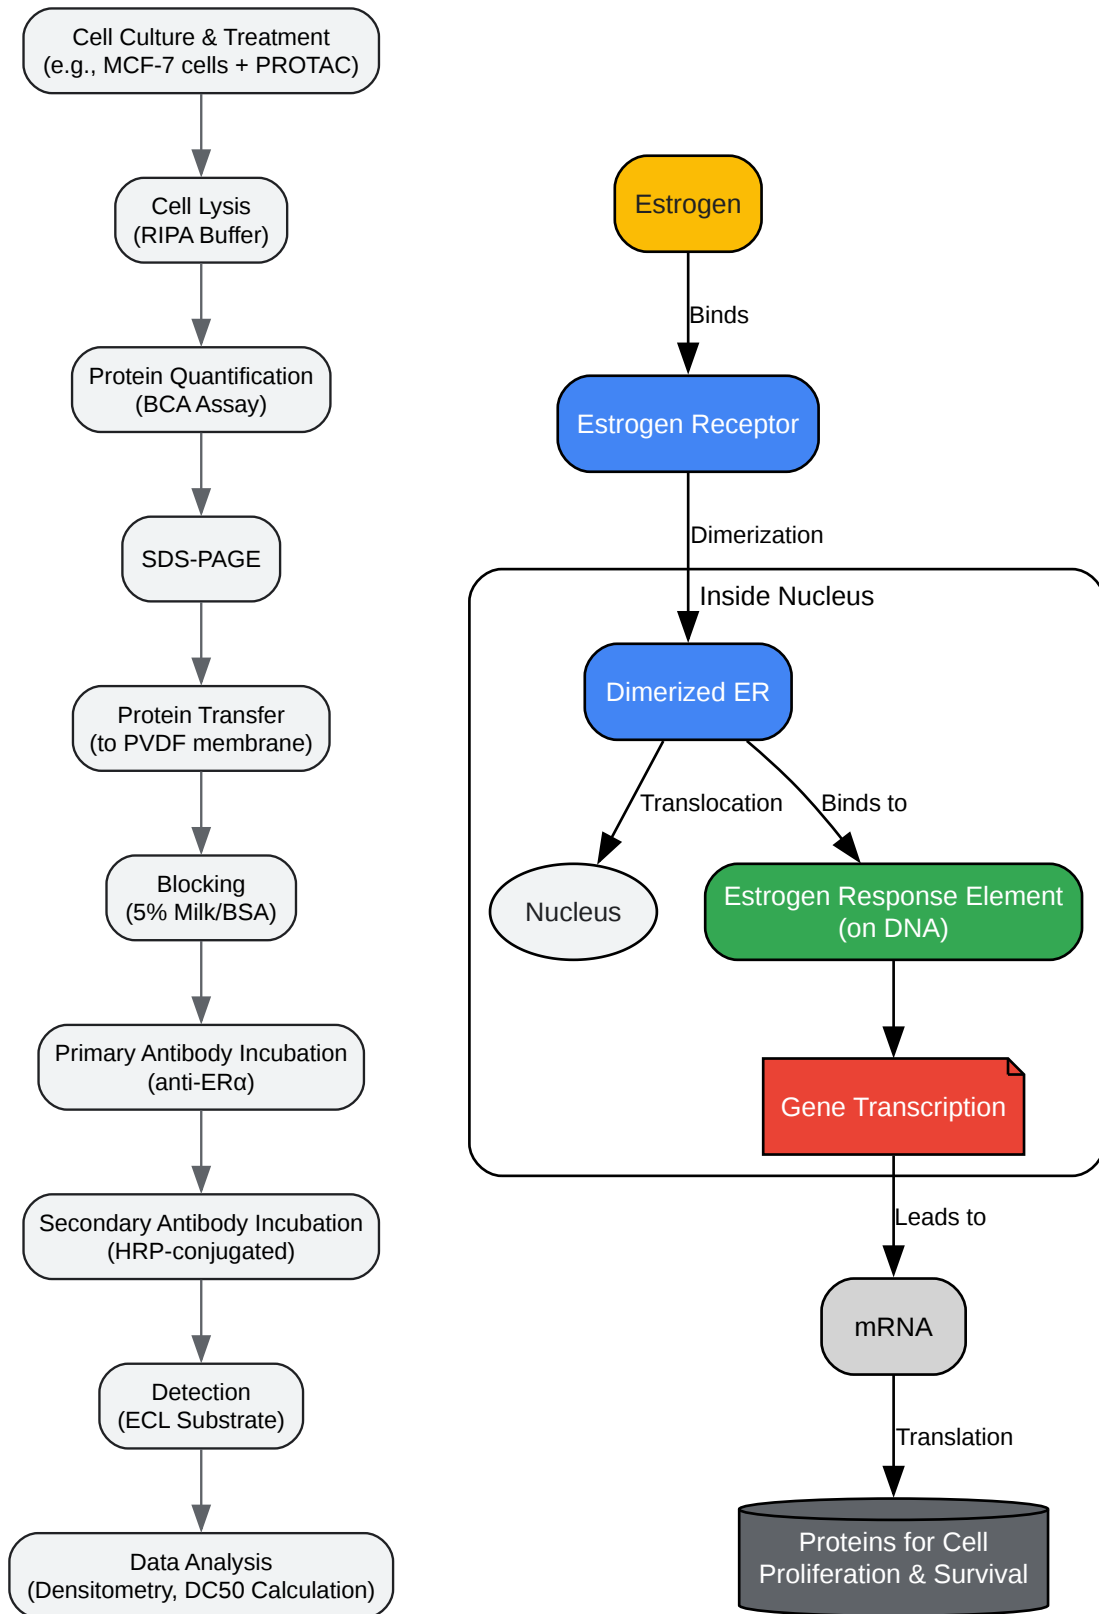 Cell Culture & Treatment
(e.g., MCF-7 cells + PROTAC)
Cell Lysis
(RIPA Buffer)
Protein Quantification
(BCA Assay)
SDS-PAGE
Protein Transfer
(to PVDF membrane)
Blocking
(5% Milk/BSA)
Primary Antibody Incubation
(anti-ERα)
Secondary Antibody Incubation
(HRP-conjugated)
Detection
(ECL Substrate)
Data Analysis
(Densitometry, DC50 Calculation)
Estrogen
Binds
Estrogen Receptor
Dimerization
Inside Nucleus
Dimerized ER
Translocation
Binds to
Nucleus
Estrogen Response Element
(on DNA)
Gene Transcription
Leads to
mRNA
Translation
Proteins for Cell
Proliferation & Survival